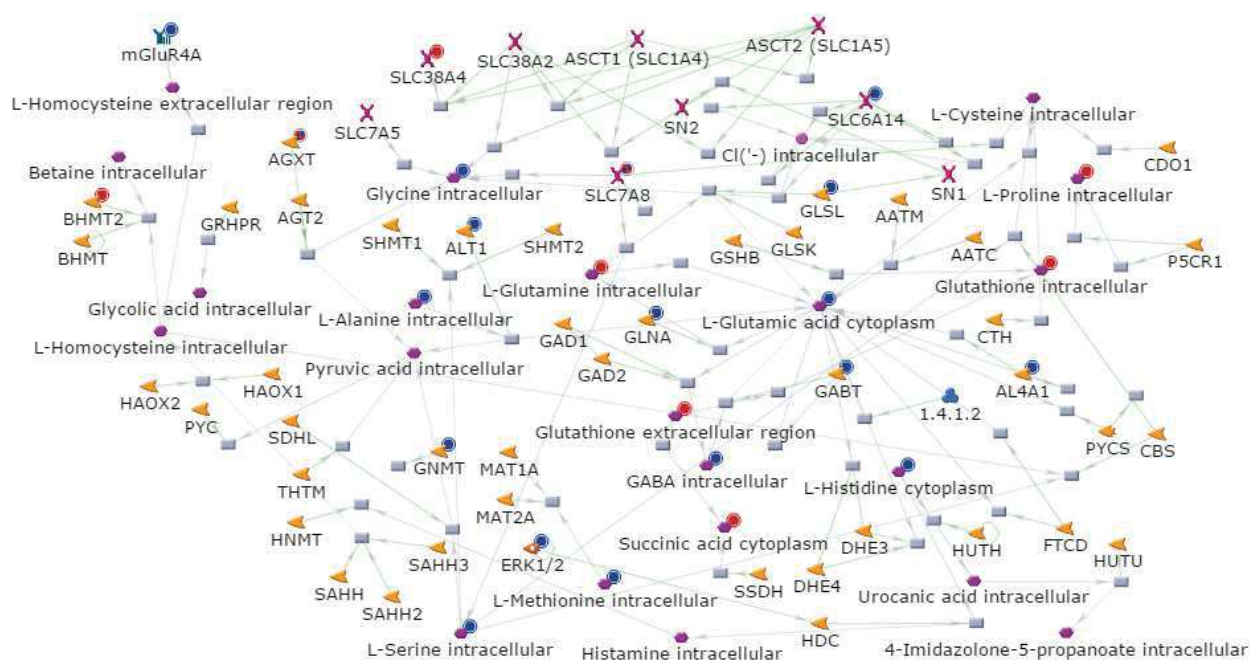 mGluR4A
SLC38A4
SLC38A2
ASCT1 (SLC1A4)
ASCT2 (SLC1A5)
L-Homocysteine extracellular region
SLC7A5
SN2
SLC6A14
L-Cysteine intracellular
AGXT
Cl('-) intracellular
CDO1
Betaine intracellular
Glycine intracellular
SLC7A8
SN1
L-Proline intracellular
BHMT2
GRHPR
AGT2
GLSL
AATM
BHMT
SHMT1
ALT1
SHMT2
GSHB
GLSK
AATC
P5CR1
Glycolic acid intracellular
L-Glutamine intracellular
Glutathione intracellular
L-Alanine intracellular
L-Glutamic acid cytoplasm
L-Homocysteine intracellular
GAD1
GLNA
CTH
Pyruvic acid intracellular
GAD2
HAOX2
HAOX1
GABT
AL4A1
PYC
SDHL
1.4.1.2
Glutathione extracellular region
PYCS
CBS
GNMT
MAT1A
THTM
GABA intracellular
L-Histidine cytoplasm
MAT2A
HNMT
SAHH3
ERK1/2
Succinic acid cytoplasm
DHE3
HUTH
FTCD
HUTU
SAHH
SAHH2
L-Methionine intracellular
SSDH
DHE4
Urocanic acid intracellular
L-Serine intracellular
Histamine intracellular
HDC
4-Imidazolone-5-propanoate intracellular